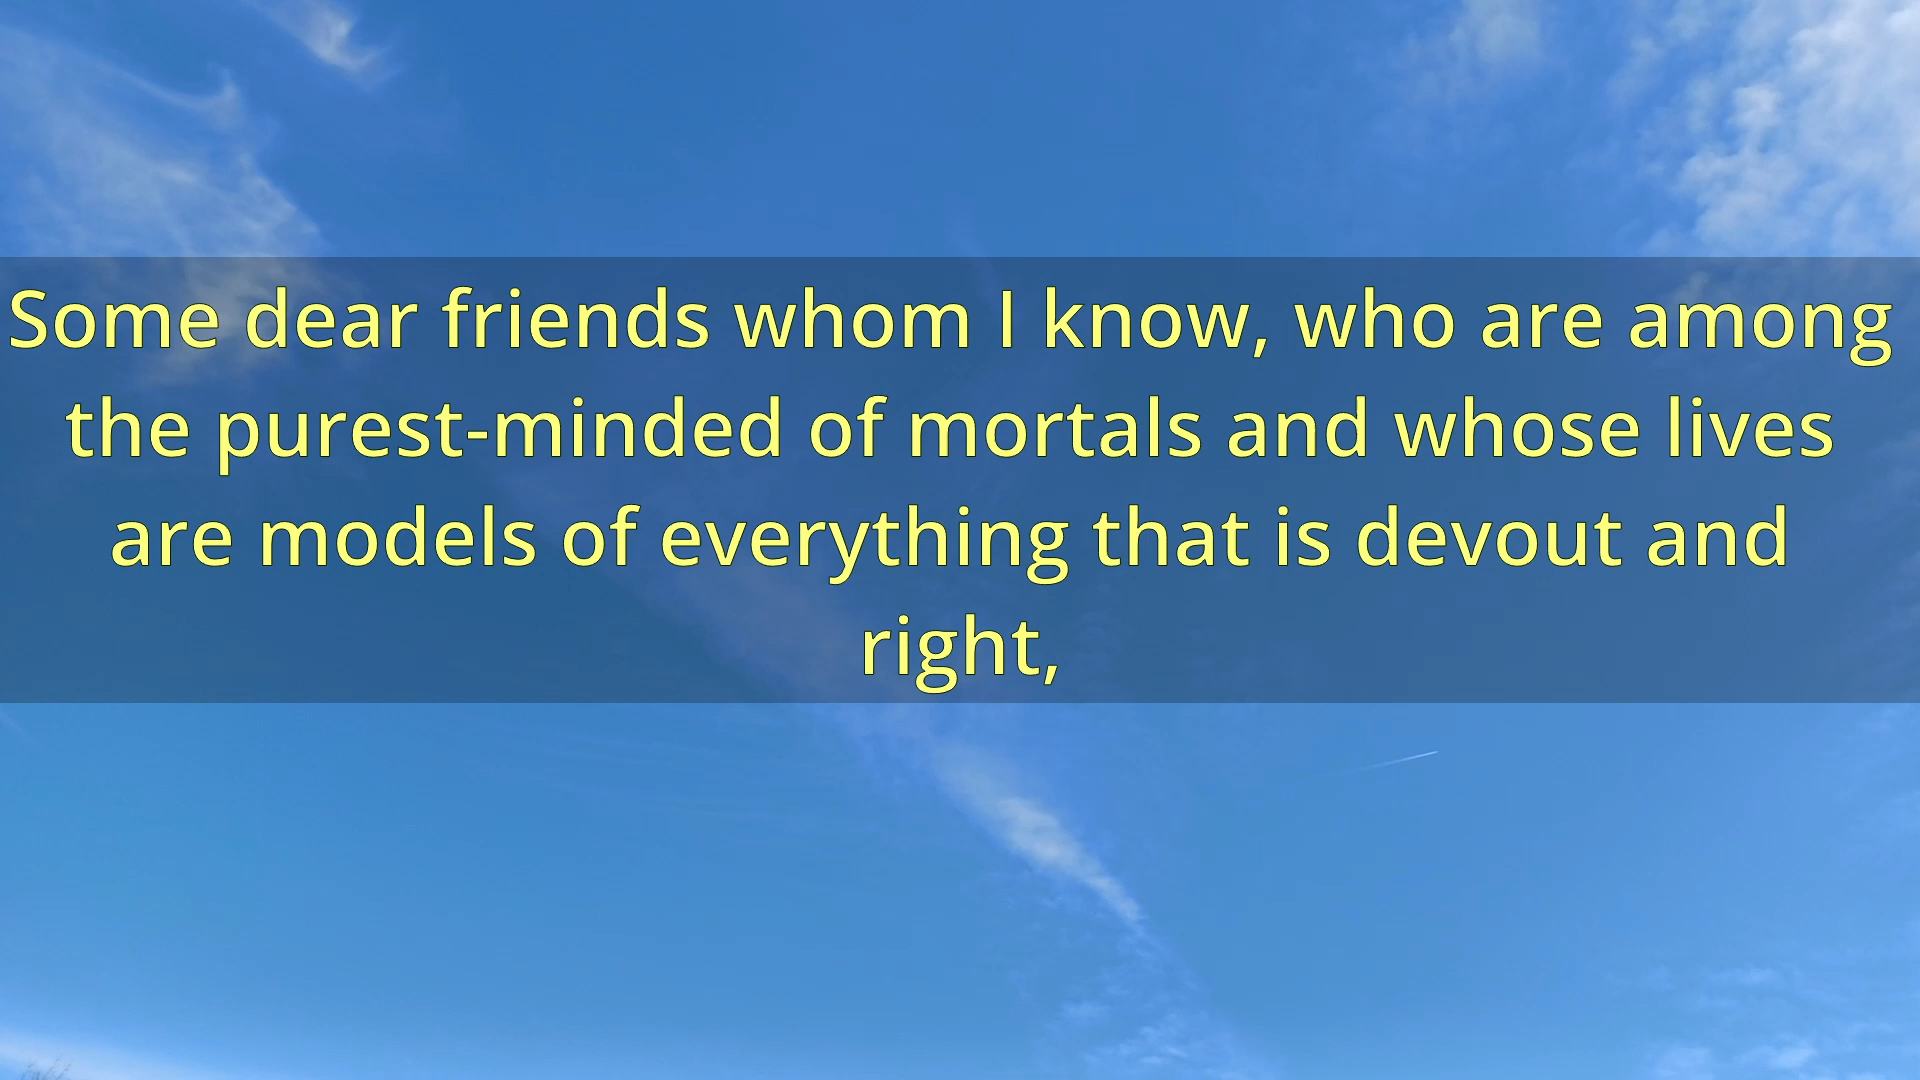 Some dear friends whom I know, who are among
the purest-minded of mortals and whose lives
are models of everything that is devout and
right,